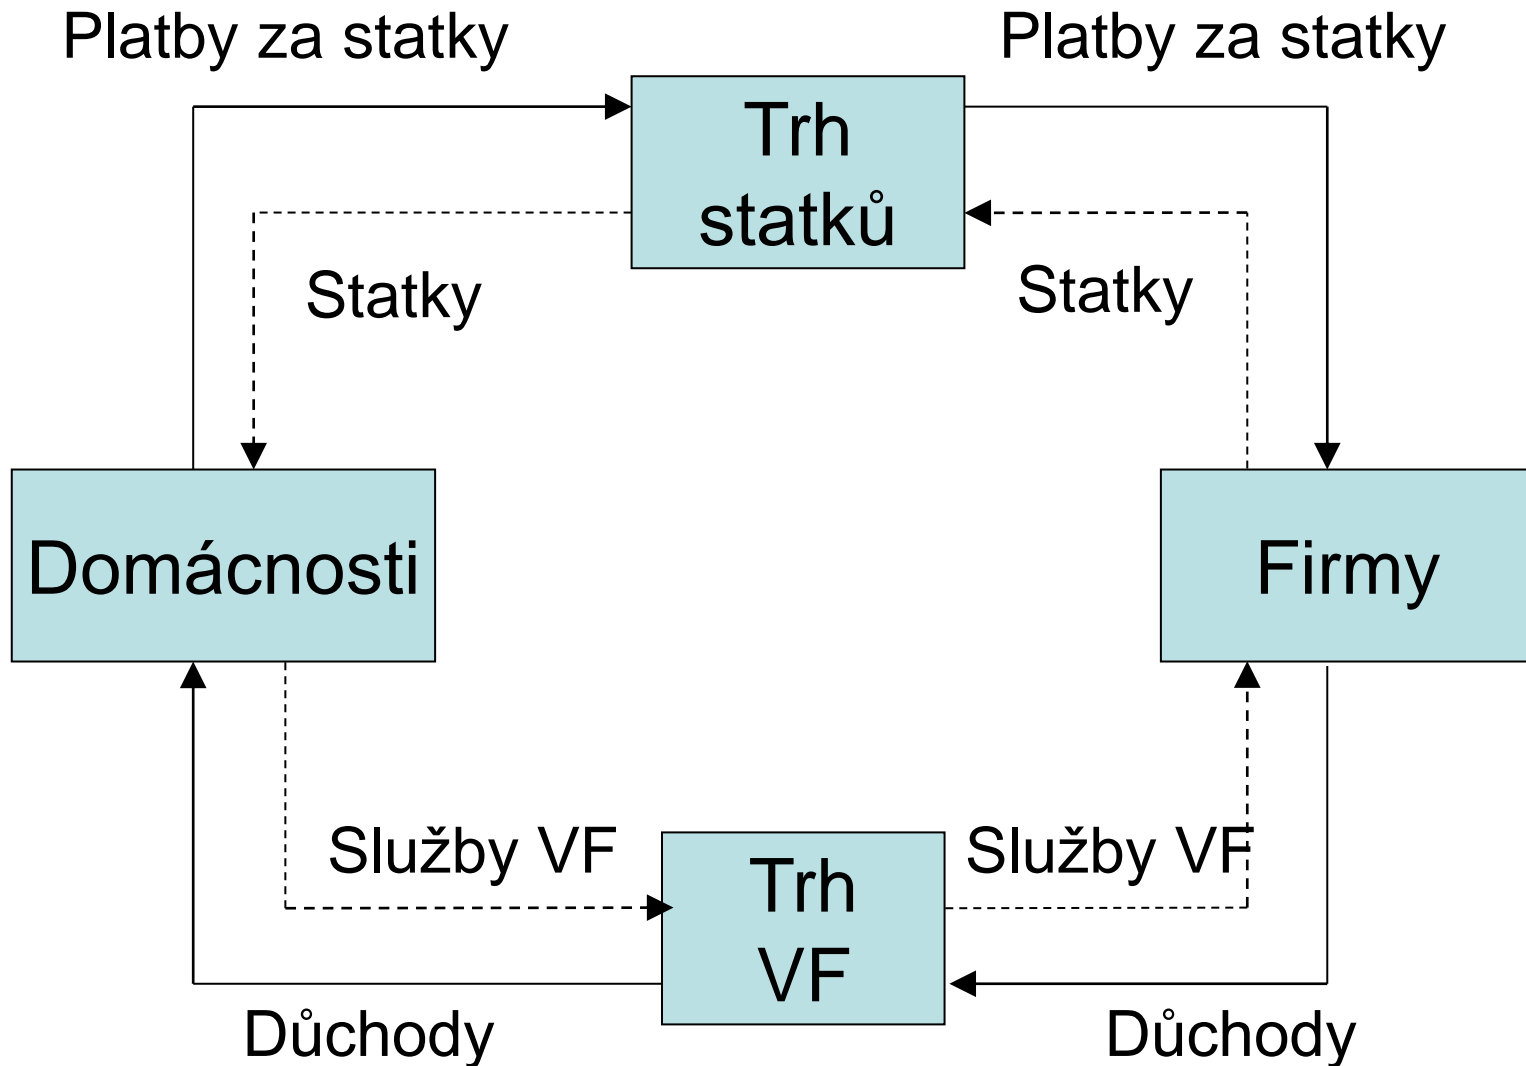 Platby za statky
Platby za statky
Trh
statků
Statky
Statky
Domácnosti
Firmy
Služby VF
Služby VF
Trh
VF
Důchody
Důchody